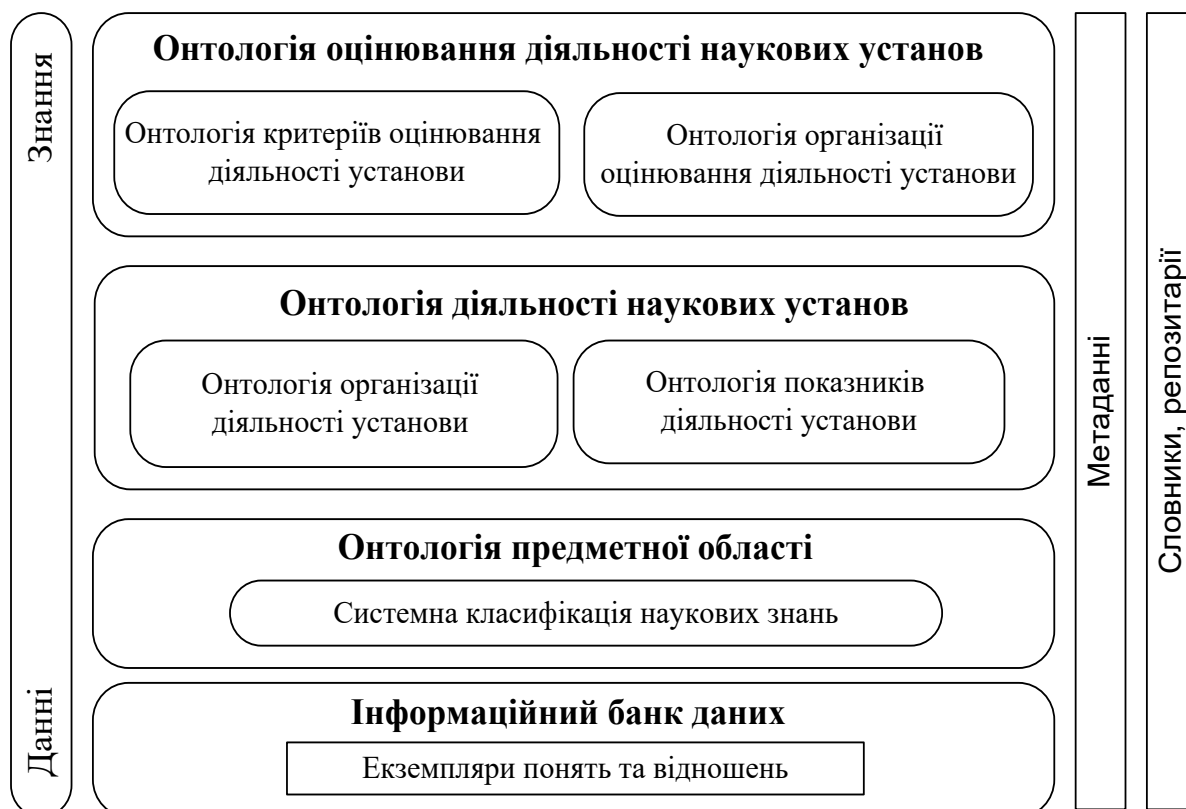 Знання
Данні
Онтологія оцінювання діяльності наукових установ
Онтологія критеріїв оцінювання
діяльності установи
Онтологія організації
оцінювання діяльності установи
Онтологія діяльності наукових установ
Онтологія організації
діяльності установи
Онтологія показників
діяльності установи
Онтологія предметної області
Системна класифікація наукових знань
Інформаційний банк даних
Екземпляри понять та відношень
Метаданні
Словники, репозитарії